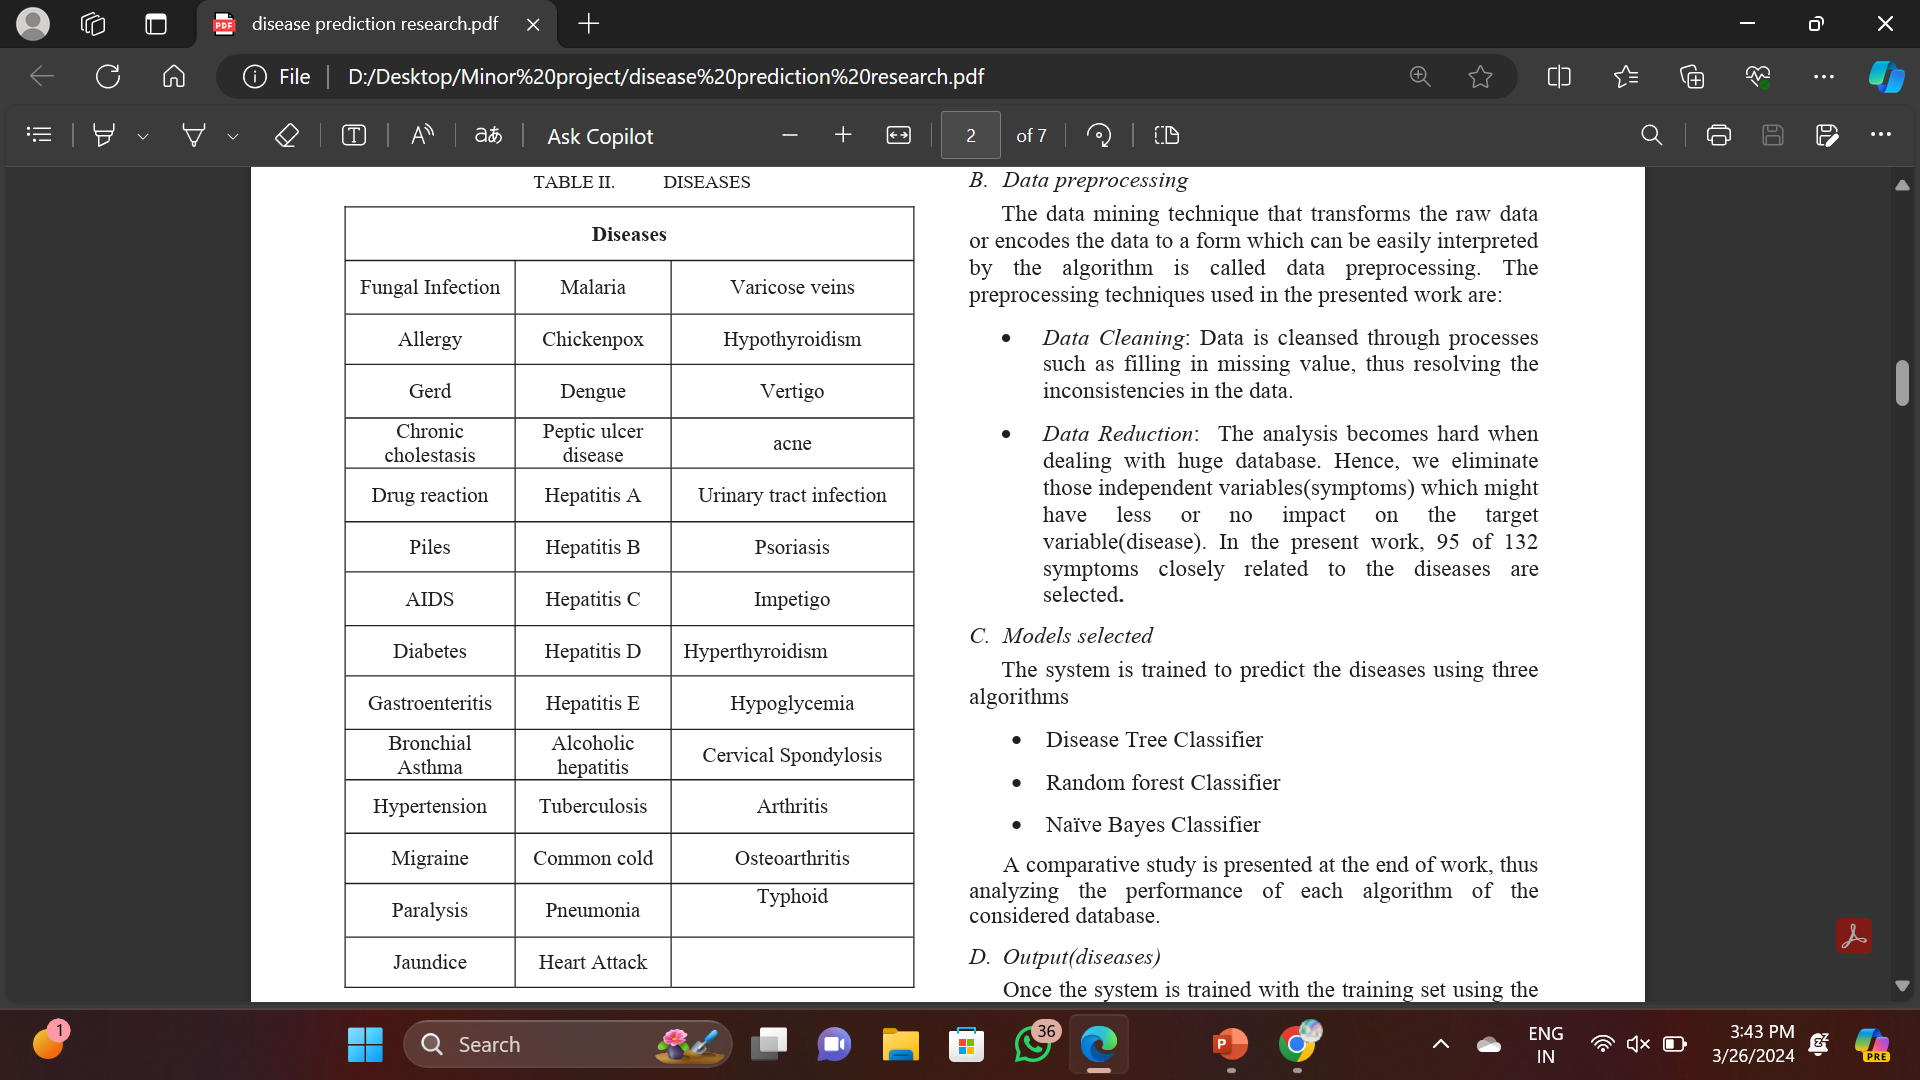 disease prediction research.pdf
File
D:/Desktop/Minor%20project/disease%20prediction%20research.pdf
Ask Copilot
2 of 7
TABLE II. DISEASES
Diseases
Fungal Infection Malaria Varicose veins
Allergy Chickenpox Hypothyroidism
Gerd Dengue Vertigo
Chronic cholestasis Peptic ulcer disease acne
Drug reaction Hepatitis A Urinary tract infection
Piles Hepatitis B Psoriasis
AIDS Hepatitis C Impetigo
Diabetes Hepatitis D Hyperthyroidism
Gastroenteritis Hepatitis E Hypoglycemia
Bronchial Asthma Alcoholic hepatitis Cervical Spondylosis
Hypertension Tuberculosis Arthritis
Migraine Common cold Osteoarthritis
Paralysis Pneumonia Typhoid
Jaundice Heart Attack
B. Data preprocessing
The data mining technique that transforms the raw data
or encodes the data to a form which can be easily interpreted
by the algorithm is called data preprocessing. The
preprocessing techniques used in the presented work are:
• Data Cleaning: Data is cleansed through processes
such as filling in missing value, thus resolving the
inconsistencies in the data.
• Data Reduction: The analysis becomes hard when
dealing with huge database. Hence, we eliminate
those independent variables(symptoms) which might
have less or no impact on the target
variable(disease). In the present work, 95 of 132
symptoms closely related to the diseases are
selected.
C. Models selected
The system is trained to predict the diseases using three
algorithms
• Disease Tree Classifier
• Random forest Classifier
• Naïve Bayes Classifier
A comparative study is presented at the end of work, thus
analyzing the performance of each algorithm of the
considered database.
D. Output(diseases)
Once the system is trained with the training set using the
1
Search
36
ENG
IN
3:43 PM
3/26/2024
PRE